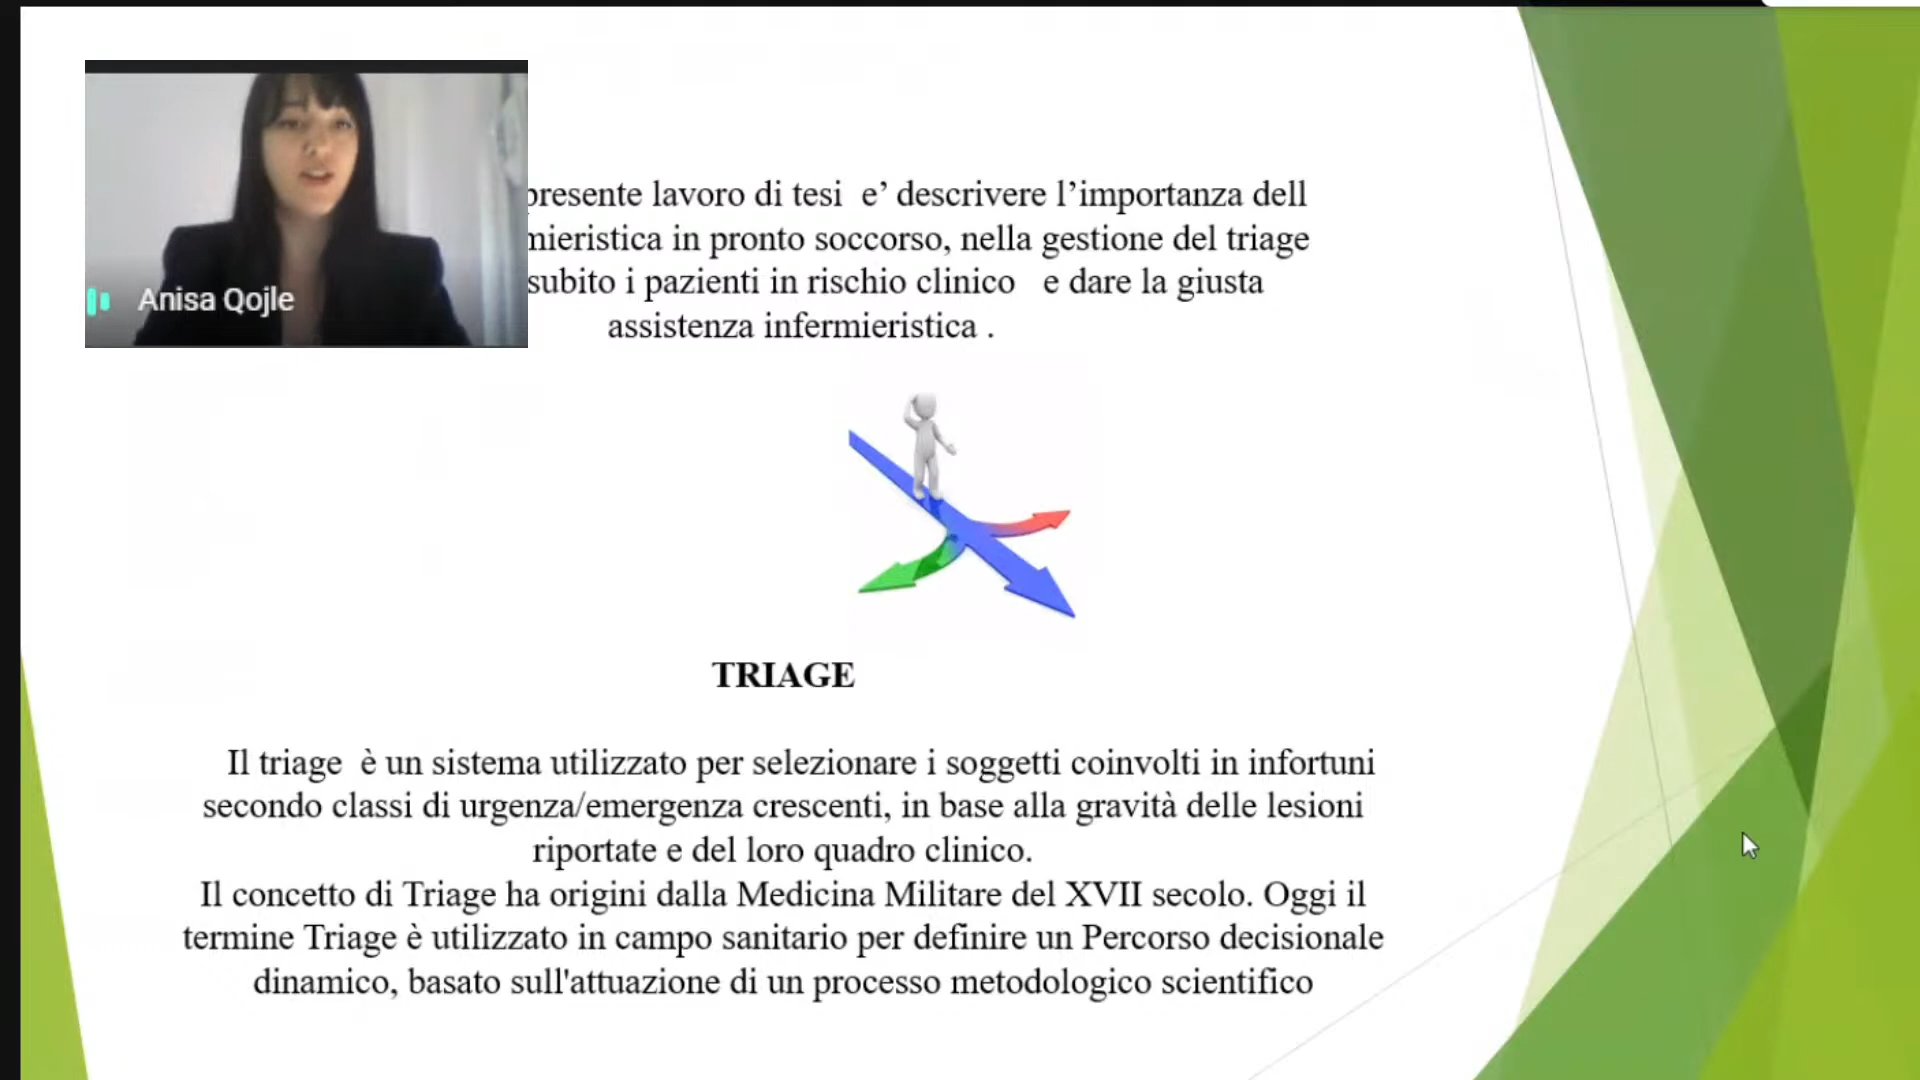 Anisa Qojle
presente lavoro di tesi e’ descrivere l’importanza dell
mieristica in pronto soccorso, nella gestione del triage
subito i pazienti in rischio clinico e dare la giusta
assistenza infermieristica .
TRIAGE
Il triage è un sistema utilizzato per selezionare i soggetti coinvolti in infortuni
secondo classi di urgenza/emergenza crescenti, in base alla gravità delle lesioni
riportate e del loro quadro clinico.
Il concetto di Triage ha origini dalla Medicina Militare del XVII secolo. Oggi il
termine Triage è utilizzato in campo sanitario per definire un Percorso decisionale
dinamico, basato sull'attuazione di un processo metodologico scientifico